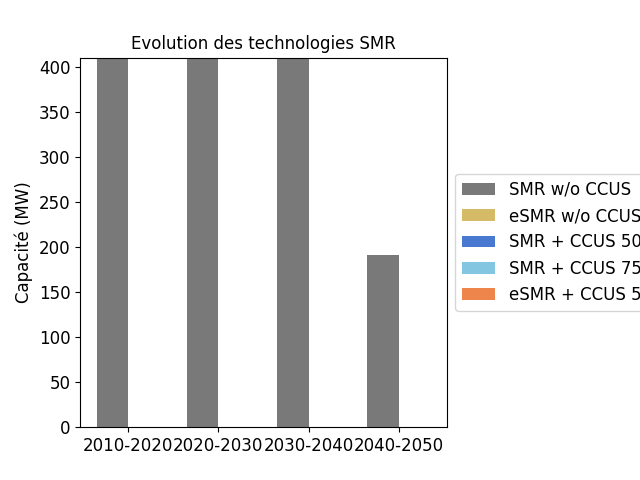 Evolution des technologies SMR
Capacité (MW)
400
350
300
250
200
150
100
50
0
2010-2020 2020-2030 2030-2040 2040-2050
SMR w/o CCUS
eSMR w/o CCUS
SMR + CCUS 50
SMR + CCUS 75
eSMR + CCUS 5